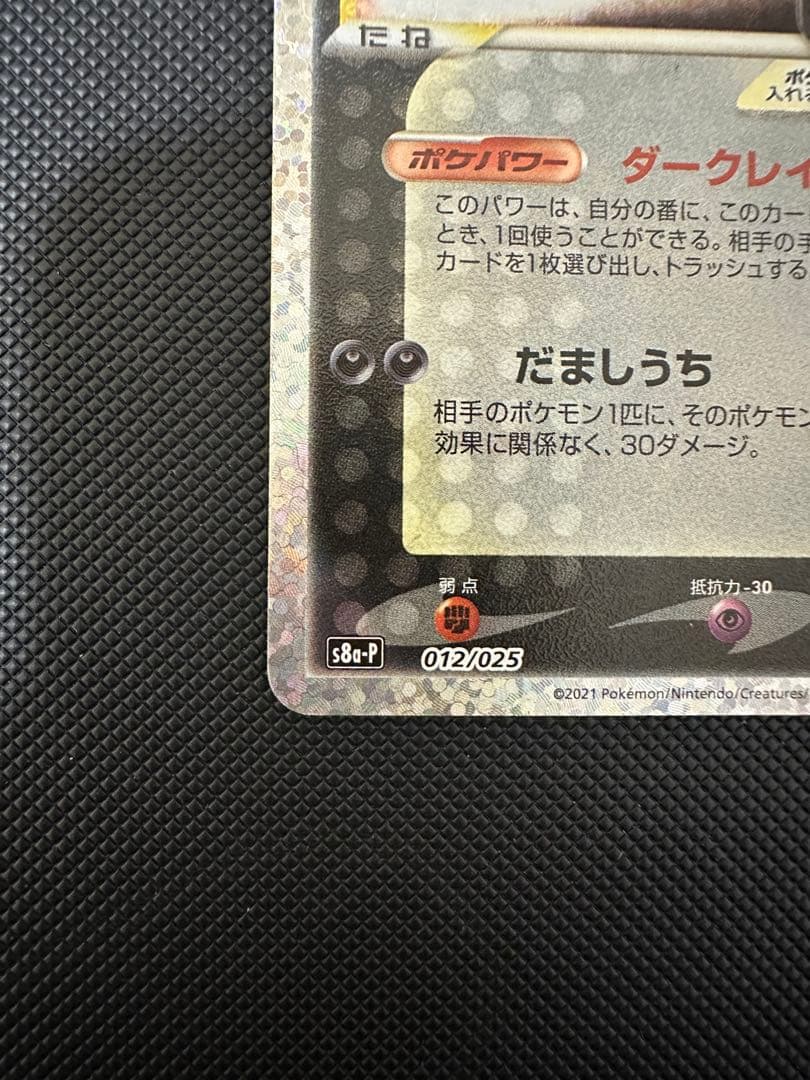 たね
ポケ
入れ
ポケパワー ダークレイ
このパワーは、自分の番に、このカー
とき、1回使うことができる。相手の手
カードを1枚選び出し、トラッシュする
だましうち
相手のポケモン1匹に、そのポケモン
効果に関係なく、30ダメージ。
弱点 抵抗力-30
s8a-P 012/025
©2021 Pokémon/Nintendo/Creatures/